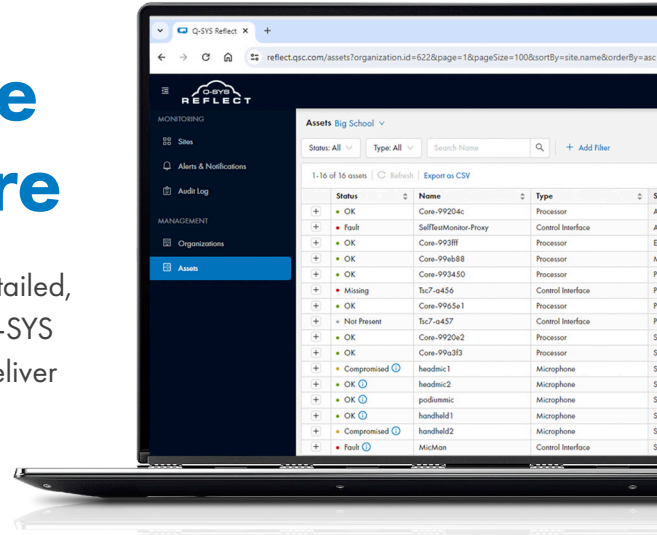 e
re
tailed,
-SYS
eliver
Q-SYS Reflect
reflect.qsc.com/assets?organization.id=622&page=1&pageSize=100&sortBy=site.name&orderBy=asc
Q-SYS
REFLECT
MONITORING
Sites
Alerts & Notifications
Audit Log
MANAGEMENT
Organizations
Assets
Assets Big School
Status: All Type: All Search Name + Add Filter
1-16 of 16 assets Refresh Export as CSV
Status Name Type S
OK Core-99204c Processor A
Fault SelfTestMonitor-Proxy Control Interface A
OK Core-993fff Processor E
OK Core-99eb88 Processor M
OK Core-993450 Processor P
Missing Tsc7-a456 Control Interface P
OK Core-9965e1 Processor P
Not Present Tsc7-a457 Control Interface P
OK Core-9920e2 Processor S
OK Core-99a3f3 Processor S
Compromised headmic1 Microphone S
OK headmic2 Microphone S
OK podiummic Microphone S
OK handheld1 Microphone S
Compromised handheld2 Microphone S
Fault MicMan Control Interface S